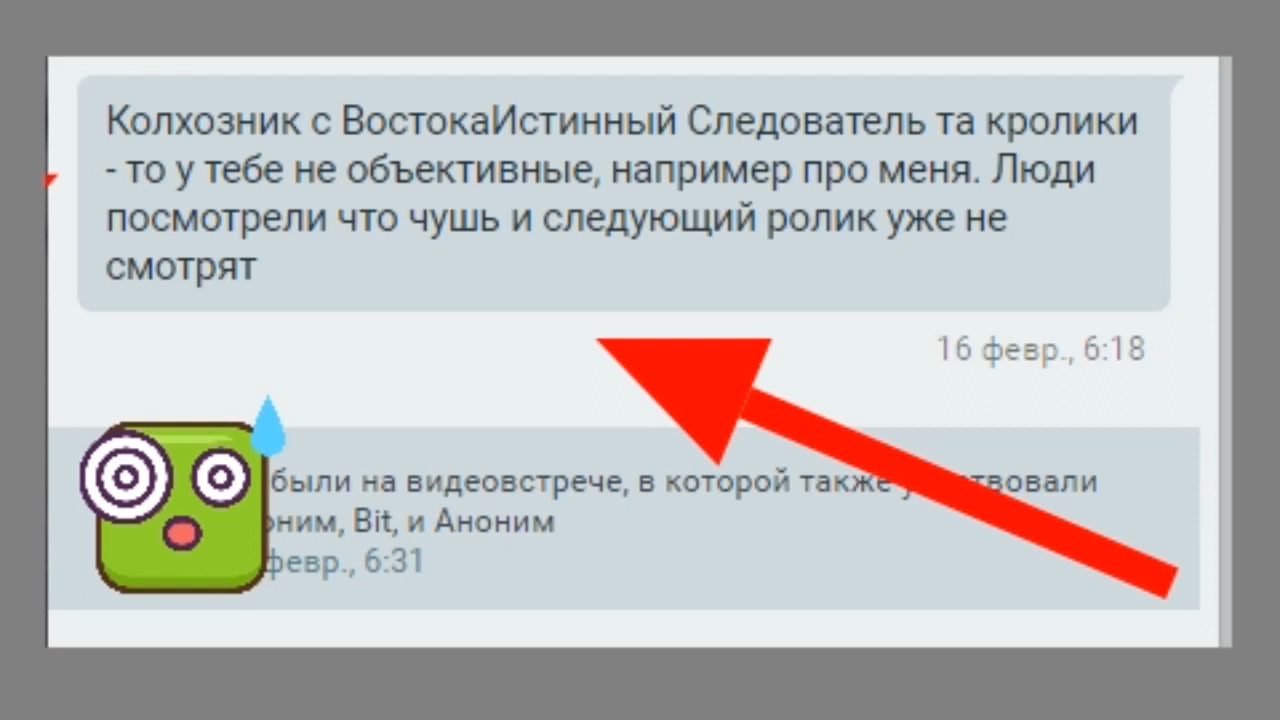 Колхозник с ВостокаИстинный Следователь та кролики
- то у тебе не объективные, например про меня. Люди
посмотрели что чушь и следующий ролик уже не
смотрят
16 февр., 6:18
были на видеовстрече, в которой также
оним, Bit, и Аноним
февр., 6:31